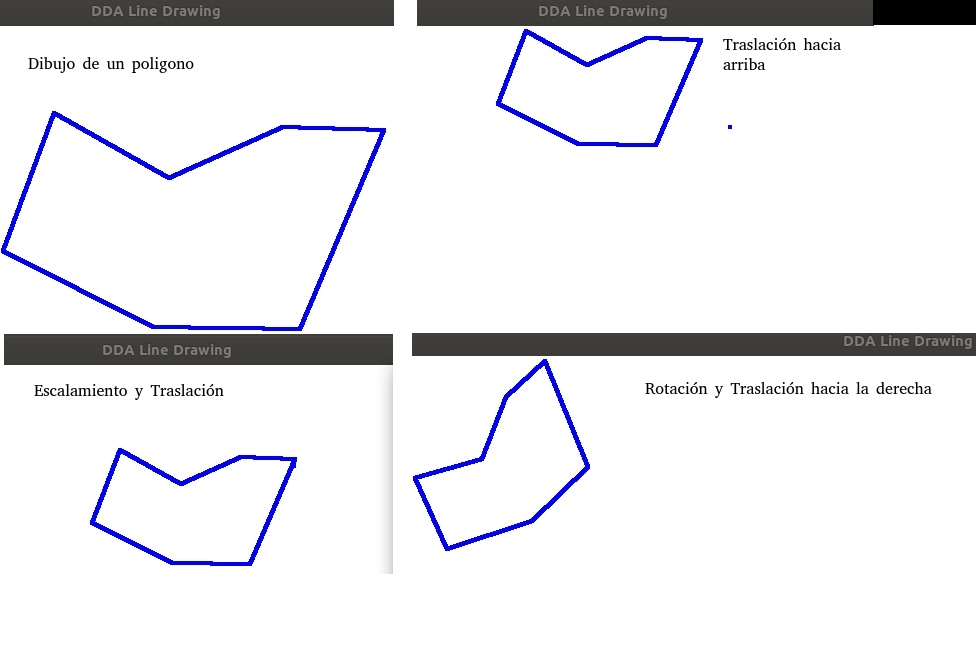 DDA Line Drawing
Dibujo de un poligono
DDA Line Drawing
Traslación hacia
arriba
DDA Line Drawing
Escalamiento y Traslación
DDA Line Drawing
Rotación y Traslación hacia la derecha